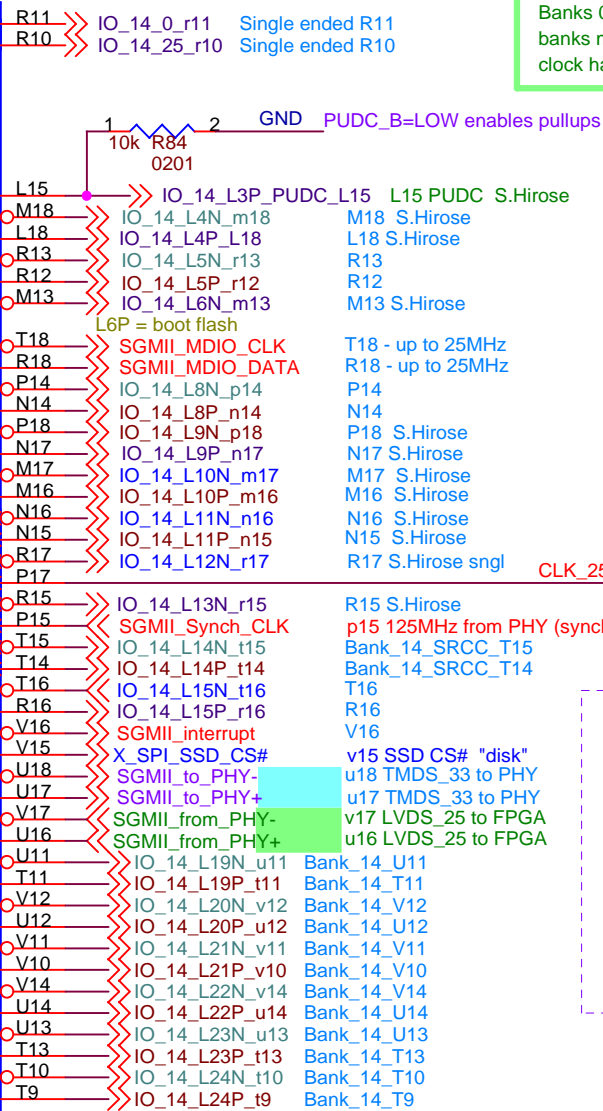 R11 IO_14_0_r11 Single ended R11
R10 IO_14_25_r10 Single ended R10
Banks
banks
clock
1 2 GND PUDC_B=LOW enables pullups
10k R84
0201
L15 IO_14_L3P_PUDC_L15 L15 PUDC S.Hirose
M18 IO_14_L4N_m18 M18 S.Hirose
L18 IO_14_L4P_L18 L18 S.Hirose
R13 IO_14_L5N_r13 R13
R12 IO_14_L5P_r12 R12
M13 IO_14_L6N_m13 M13 S.Hirose
L6P = boot flash
T18 SGMII_MDIO_CLK T18 - up to 25MHz
R18 SGMII_MDIO_DATA R18 - up to 25MHz
P14 IO_14_L8N_p14 P14
N14 IO_14_L8P_n14 N14
P18 IO_14_L9N_p18 P18 S.Hirose
N17 IO_14_L9P_n17 N17 S.Hirose
M17 IO_14_L10N_m17 M17 S.Hirose
M16 IO_14_L10P_m16 M16 S.Hirose
N16 IO_14_L11N_n16 N16 S.Hirose
N15 IO_14_L11P_n15 N15 S.Hirose
R17 IO_14_L12N_r17 R17 S.Hirose sngl
P17 CLK_25
R15 IO_14_L13N_r15 R15 S.Hirose
P15 SGMII_Synch_CLK p15 125MHz from PHY (synch
T15 IO_14_L14N_t15 Bank_14_SRCC_T15
T14 IO_14_L14P_t14 Bank_14_SRCC_T14
T16 IO_14_L15N_t16 T16
R16 IO_14_L15P_r16 R16
V16 SGMII_interrupt V16
V15 X_SPI_SSD_CS# v15 SSD CS# "disk"
U18 SGMII_to_PHY- u18 TMDS_33 to PHY
U17 SGMII_to_PHY+ u17 TMDS_33 to PHY
V17 SGMII_from_PHY- v17 LVDS_25 to FPGA
U16 SGMII_from_PHY+ u16 LVDS_25 to FPGA
U11 IO_14_L19N_u11 Bank_14_U11
T11 IO_14_L19P_t11 Bank_14_T11
V12 IO_14_L20N_v12 Bank_14_V12
U12 IO_14_L20P_u12 Bank_14_U12
V11 IO_14_L21N_v11 Bank_14_V11
V10 IO_14_L21P_v10 Bank_14_V10
V14 IO_14_L22N_v14 Bank_14_V14
U14 IO_14_L22P_u14 Bank_14_U14
U13 IO_14_L23N_u13 Bank_14_U13
T13 IO_14_L23P_t13 Bank_14_T13
T10 IO_14_L24N_t10 Bank_14_T10
T9 IO_14_L24P_t9 Bank_14_T9